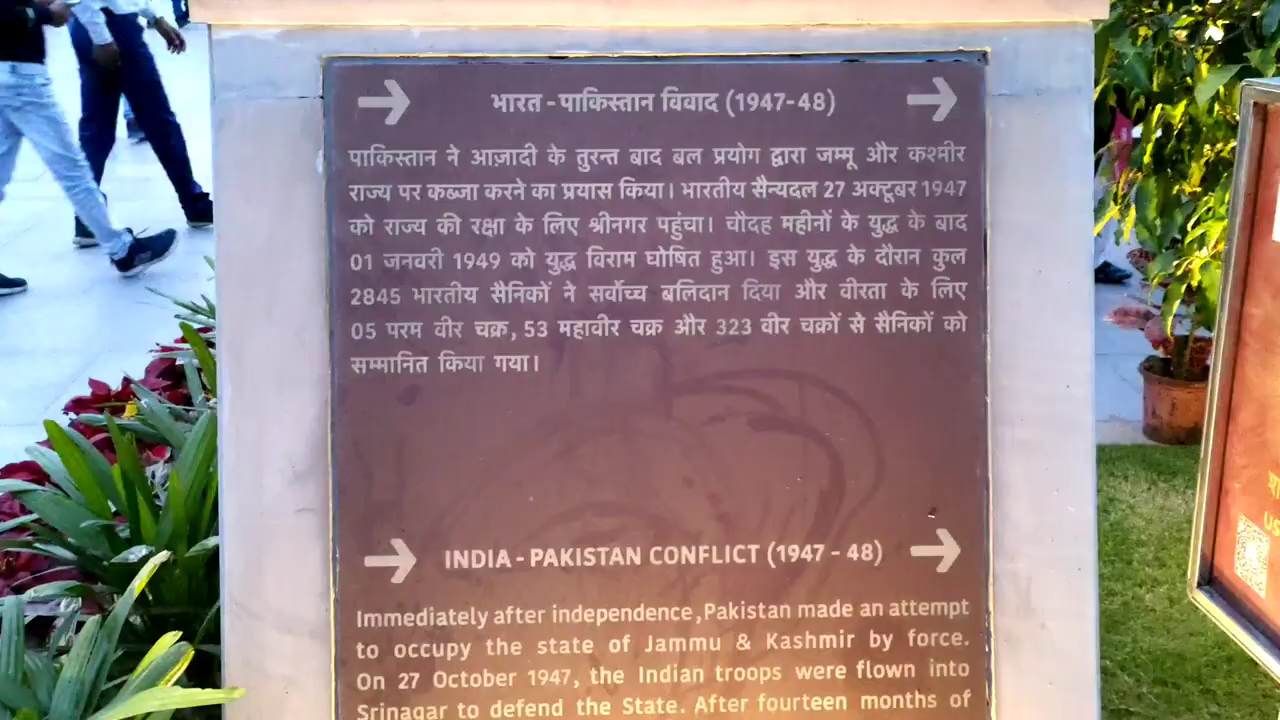 भारत - पाकिस्तान विवाद (1947-48)
पाकिस्तान ने आज़ादी के तुरन्त बाद बल प्रयोग द्वारा जम्मू और कश्मीर
राज्य पर कब्जा करने का प्रयास किया। भारतीय सैन्यदल 27 अक्टूबर 1947
को राज्य की रक्षा के लिए श्रीनगर पहुंचा। चौदह महीनों के युद्ध के बाद
01 जनवरी 1949 को युद्ध विराम घोषित हुआ। इस युद्ध के दौरान कुल
2845 भारतीय सैनिकों ने सर्वोच्च बलिदान दिया और वीरता के लिए
05 परम वीर चक्र, 53 महावीर चक्र और 323 वीर चक्रों से सैनिकों को
सम्मानित किया गया।
INDIA - PAKISTAN CONFLICT (1947 - 48)
Immediately after independence, Pakistan made an attempt
to occupy the state of Jammu & Kashmir by force.
On 27 October 1947, the Indian troops were flown into
Srinagar to defend the State. After fourteen months of